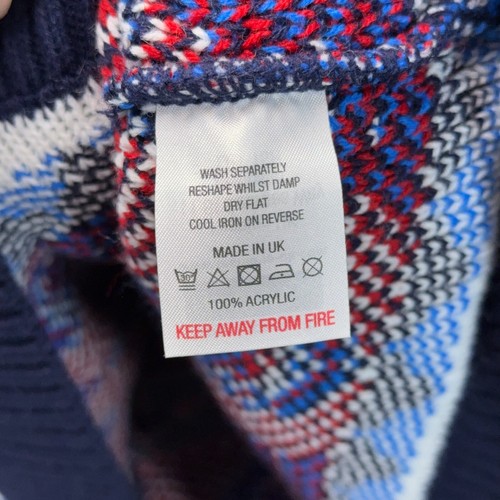 WASH SEPARATELY
RESHAPE WHILST DAMP
DRY FLAT
COOL IRON ON REVERSE
MADE IN UK
30°
100% ACRYLIC
KEEP AWAY FROM FIRE